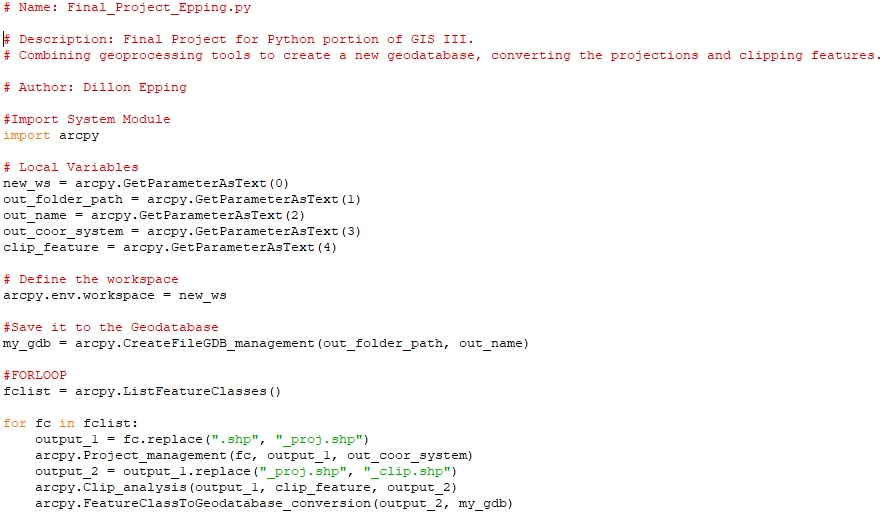 # Name: Final_Project_Epping.py
# Description: Final Project for Python portion of GIS III.
# Combining geoprocessing tools to create a new geodatabase, converting the projections and clipping features.
# Author: Dillon Epping
#Import System Module
import arcpy
# Local Variables
new_ws = arcpy.GetParameterAsText(0)
out_folder_path = arcpy.GetParameterAsText(1)
out_name = arcpy.GetParameterAsText(2)
out_coor_system = arcpy.GetParameterAsText(3)
clip_feature = arcpy.GetParameterAsText(4)
# Define the workspace
arcpy.env.workspace = new_ws
#Save it to the Geodatabase
my_gdb = arcpy.CreateFileGDB_management(out_folder_path, out_name)
#FORLOOP
fclist = arcpy.ListFeatureClasses()
for fc in fclist:
    output_1 = fc.replace(".shp", "_proj.shp")
    arcpy.Project_management(fc, output_1, out_coor_system)
    output_2 = output_1.replace("_proj.shp", "_clip.shp")
    arcpy.Clip_analysis(output_1, clip_feature, output_2)
    arcpy.FeatureClassToGeodatabase_conversion(output_2, my_gdb)